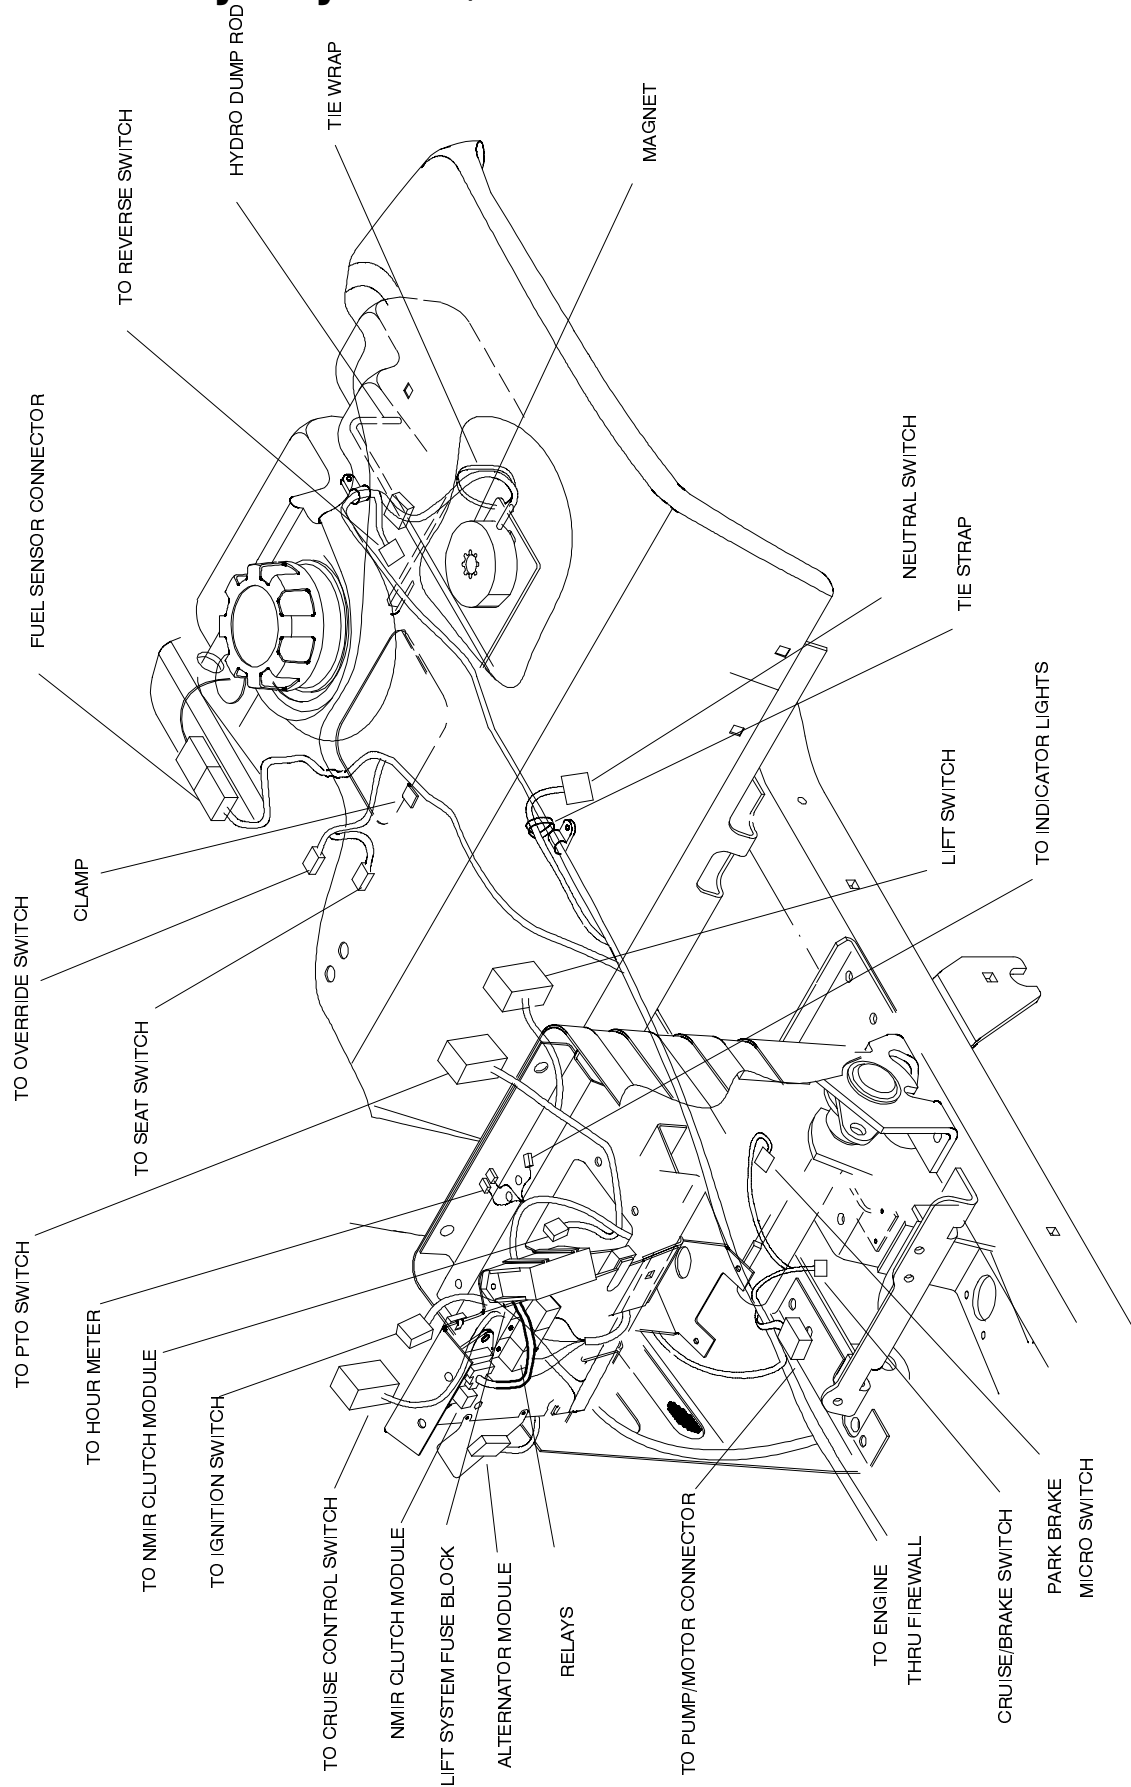 HYDRO DUMP ROD
TIE WRAP
TO REVERSE SWITCH
MAGNET
FUEL SENSOR CONNECTOR
NEUTRAL SWITCH
TIE STRAP
TO INDICATOR LIGHTS
LIFT SWITCH
CLAMP
TO OVERRIDE SWITCH
TO SEAT SWITCH
TO PTO SWITCH
TO HOUR METER
TO NMIR CLUTCH MODULE
TO IGNITION SWITCH
TO CRUISE CONTROL SWITCH
NMIR CLUTCH MODULE
LIFT SYSTEM FUSE BLOCK
ALTERNATOR MODULE
RELAYS
TO PUMP/MOTOR CONNECTOR
TO ENGINE
THRU FIREWALL
CRUISE/BRAKE SWITCH
PARK BRAKE
MICRO SWITCH